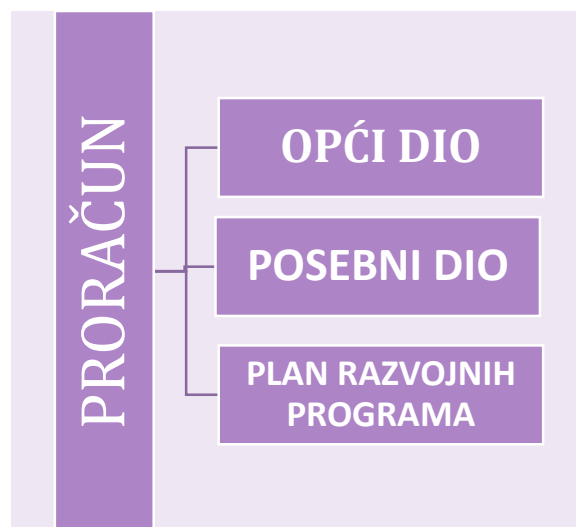 PRORAČUN
OPĆI DIO
POSEBNI DIO
PLAN RAZVOJNIH
PROGRAMA